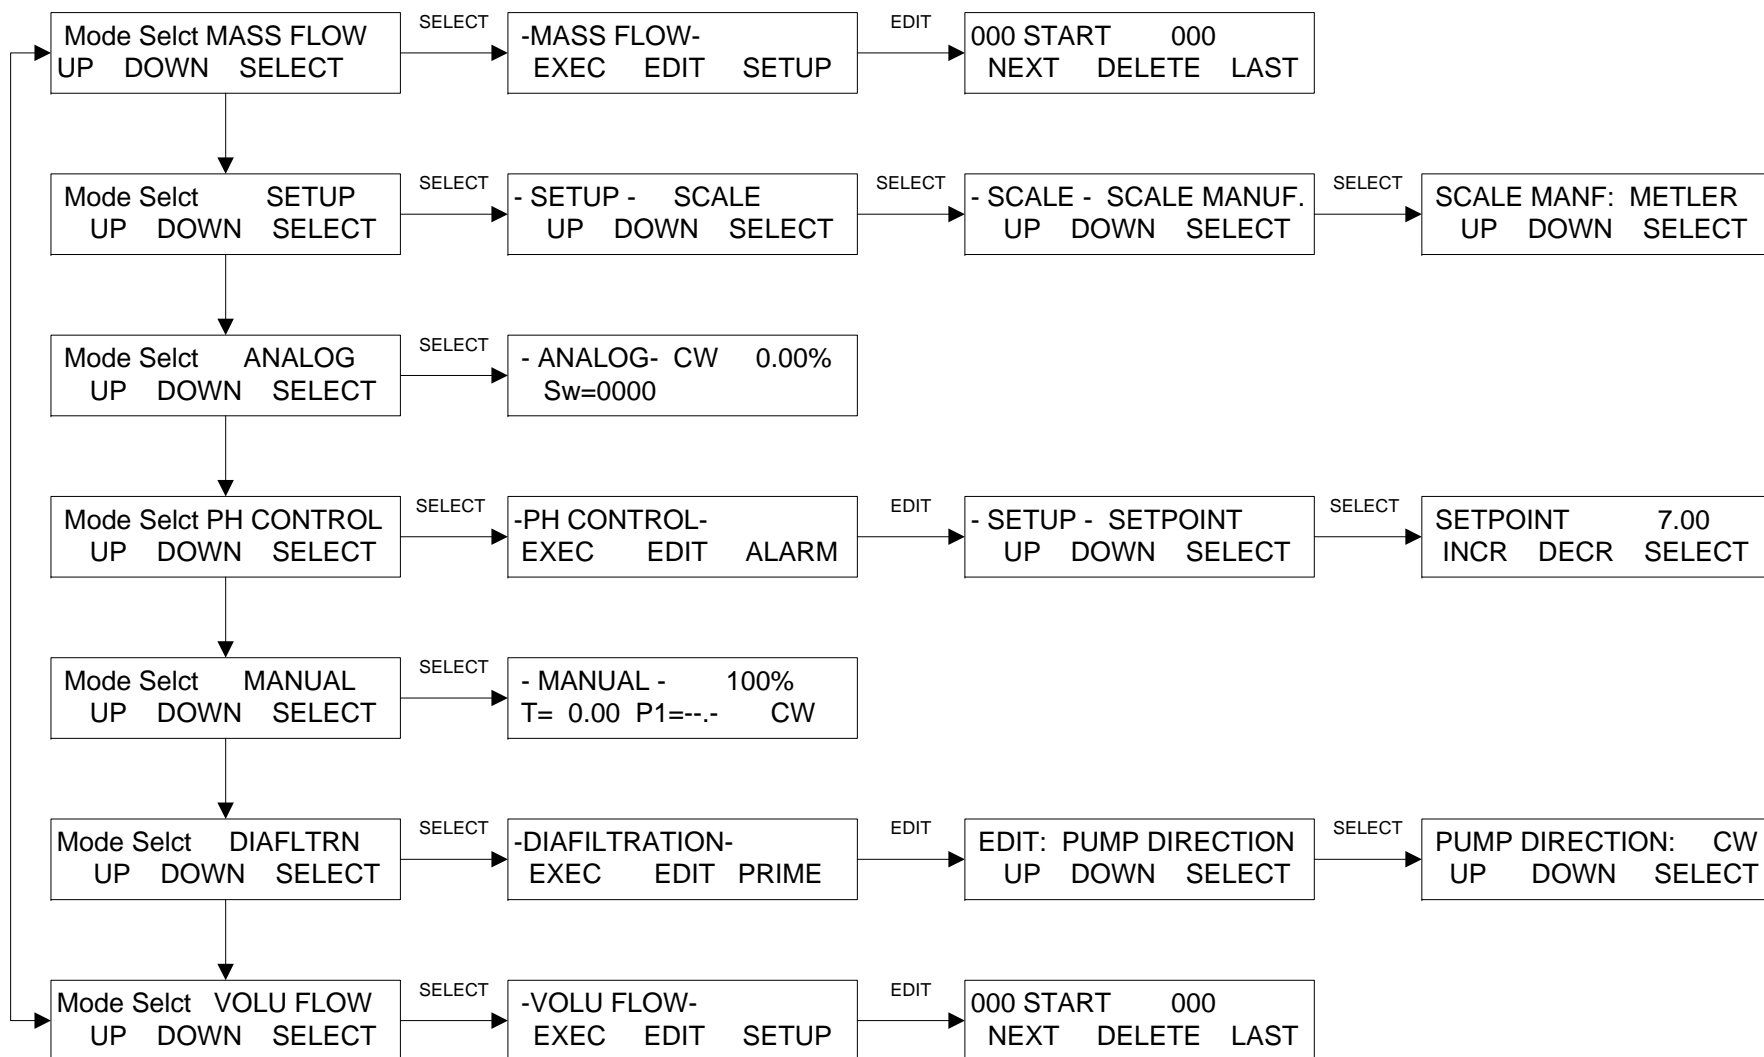 Mode Selct MASS FLOW
UP DOWN SELECT
SELECT
-MASS FLOW-
EXEC EDIT SETUP
EDIT
000 START 000
NEXT DELETE LAST
Mode Selct SETUP
UP DOWN SELECT
SELECT
- SETUP - SCALE
UP DOWN SELECT
SELECT
- SCALE - SCALE MANUF.
UP DOWN SELECT
SELECT
SCALE MANF: METLER
UP DOWN SELECT
Mode Selct ANALOG
UP DOWN SELECT
SELECT
- ANALOG- CW 0.00%
Sw=0000
Mode Selct PH CONTROL
UP DOWN SELECT
SELECT
-PH CONTROL-
EXEC EDIT ALARM
EDIT
- SETUP - SETPOINT
UP DOWN SELECT
SELECT
SETPOINT 7.00
INCR DECR SELECT
Mode Selct MANUAL
UP DOWN SELECT
SELECT
- MANUAL - 100%
T= 0.00 P1=--.- CW
Mode Selct DIAFLTRN
UP DOWN SELECT
SELECT
-DIAFILTRATION-
EXEC EDIT PRIME
EDIT
EDIT: PUMP DIRECTION
UP DOWN SELECT
SELECT
PUMP DIRECTION: CW
UP DOWN SELECT
Mode Selct VOLU FLOW
UP DOWN SELECT
SELECT
-VOLU FLOW-
EXEC EDIT SETUP
EDIT
000 START 000
NEXT DELETE LAST